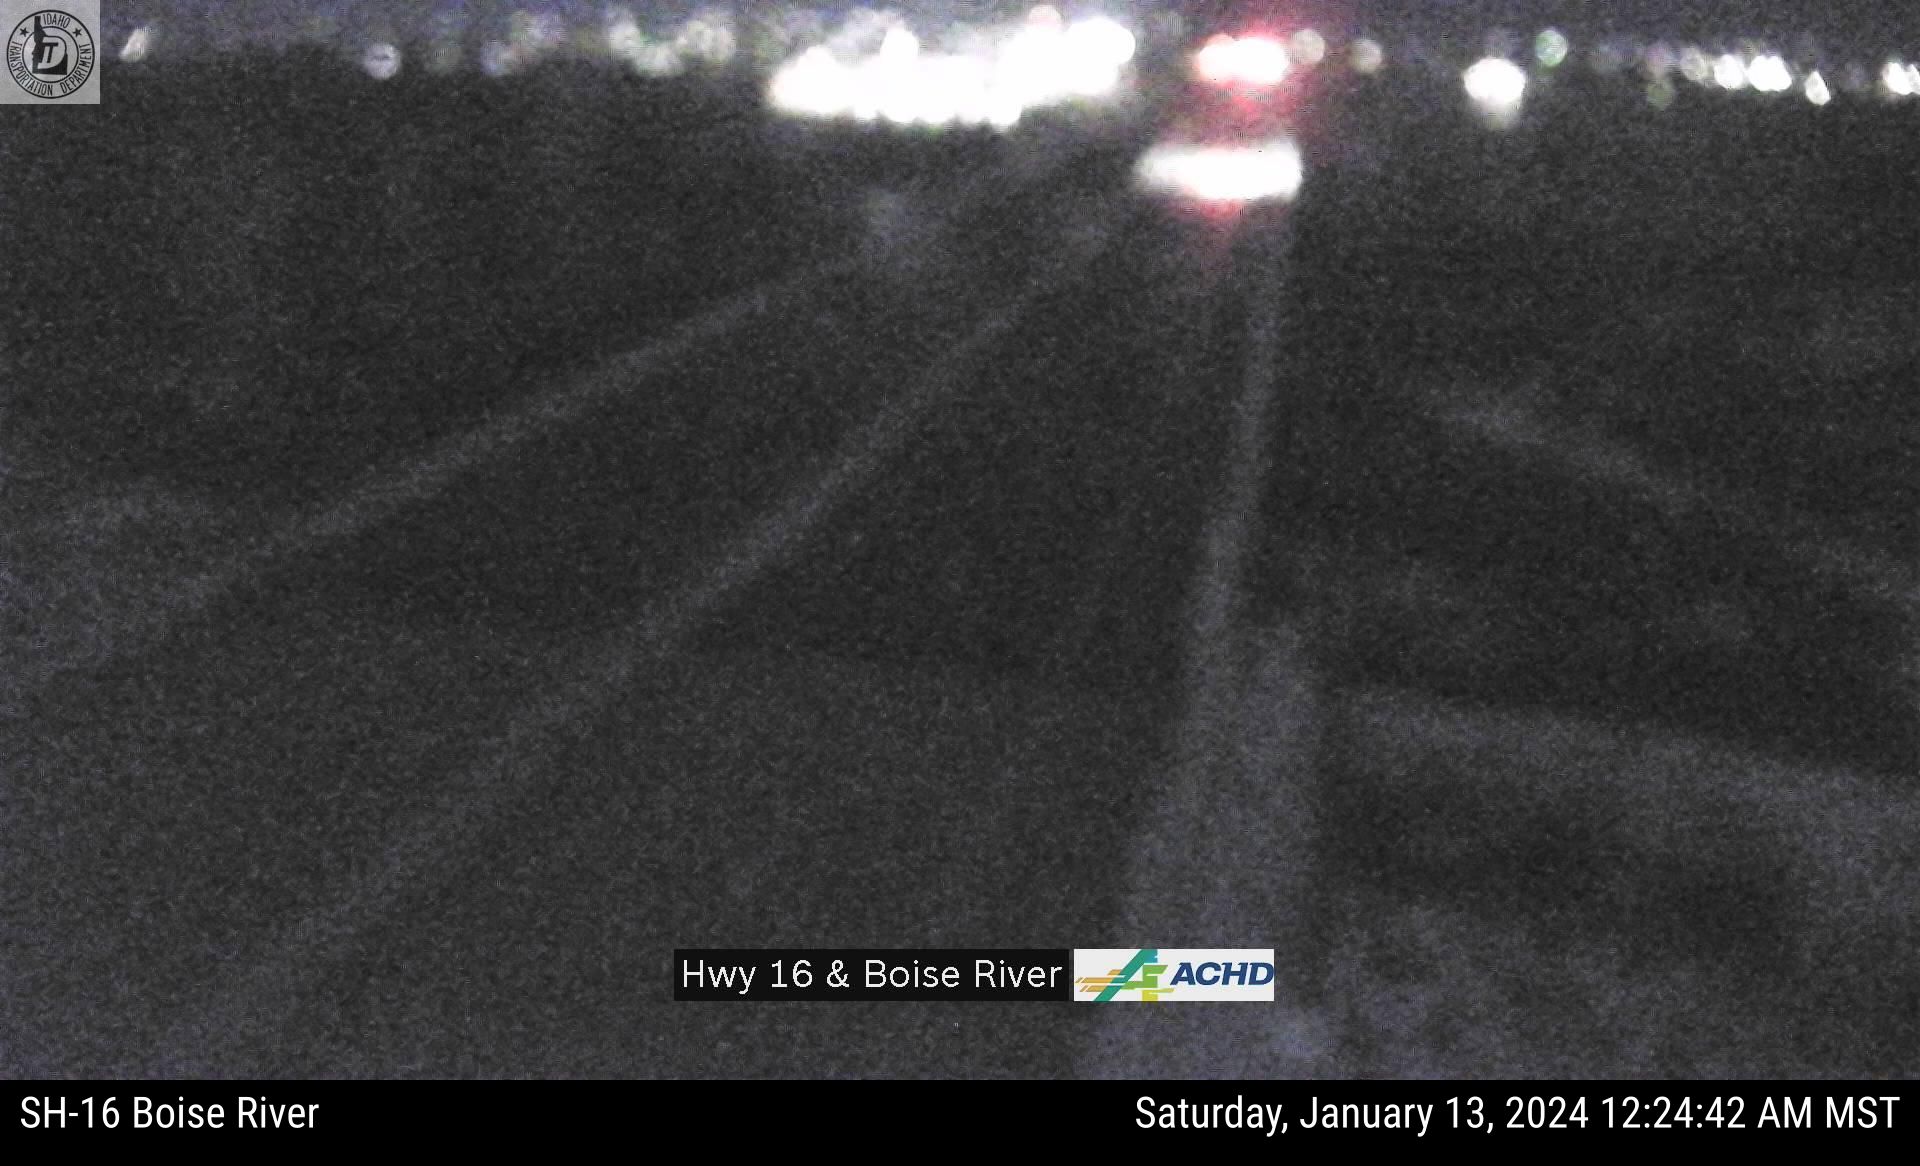 IDAHO
TRANSPORTATION DEPARTMENT
Hwy 16 & Boise River
ACHD
SH-16 Boise River
Saturday, January 13, 2024 12:24:42 AM MST